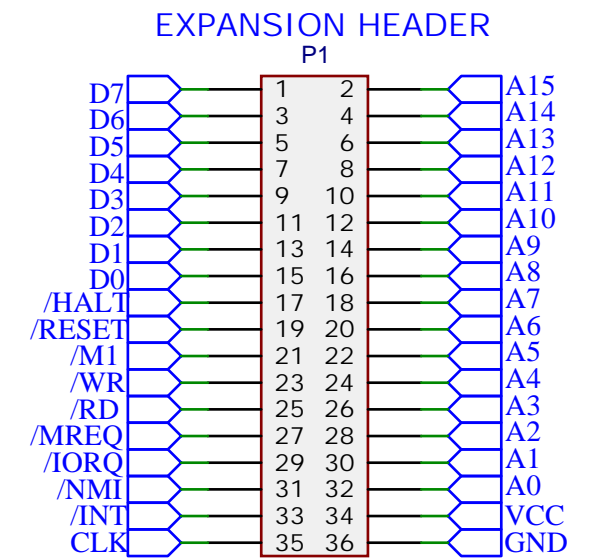 EXPANSION HEADER
P1
D7 1 2 A15
D6 3 4 A14
D5 5 6 A13
D4 7 8 A12
D3 9 10 A11
D2 11 12 A10
D1 13 14 A9
D0 15 16 A8
/HALT 17 18 A7
/RESET 19 20 A6
/M1 21 22 A5
/WR 23 24 A4
/RD 25 26 A3
/MREQ 27 28 A2
/IORQ 29 30 A1
/NMI 31 32 A0
/INT 33 34 VCC
CLK 35 36 GND